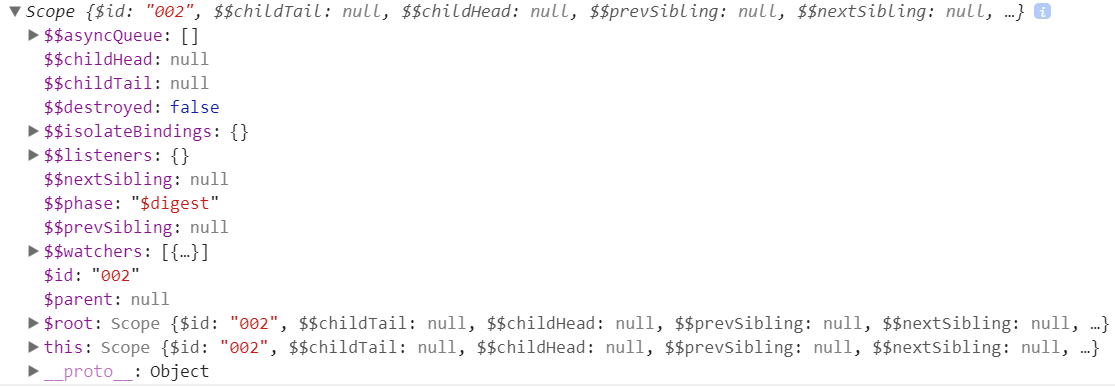 Scope {$id: "002", $$childTail: null, $$childHead: null, $$prevSibling: null, $$nextSibling: null, …} i
$$asyncQueue: []
$$childHead: null
$$childTail: null
$$destroyed: false
$$isolateBindings: {}
$$listeners: {}
$$nextSibling: null
$$phase: "$digest"
$$prevSibling: null
$$watchers: [{…}]
$id: "002"
$parent: null
$root: Scope {$id: "002", $$childTail: null, $$childHead: null, $$prevSibling: null, $$nextSibling: null, …}
this: Scope {$id: "002", $$childTail: null, $$childHead: null, $$prevSibling: null, $$nextSibling: null, …}
__proto__: Object